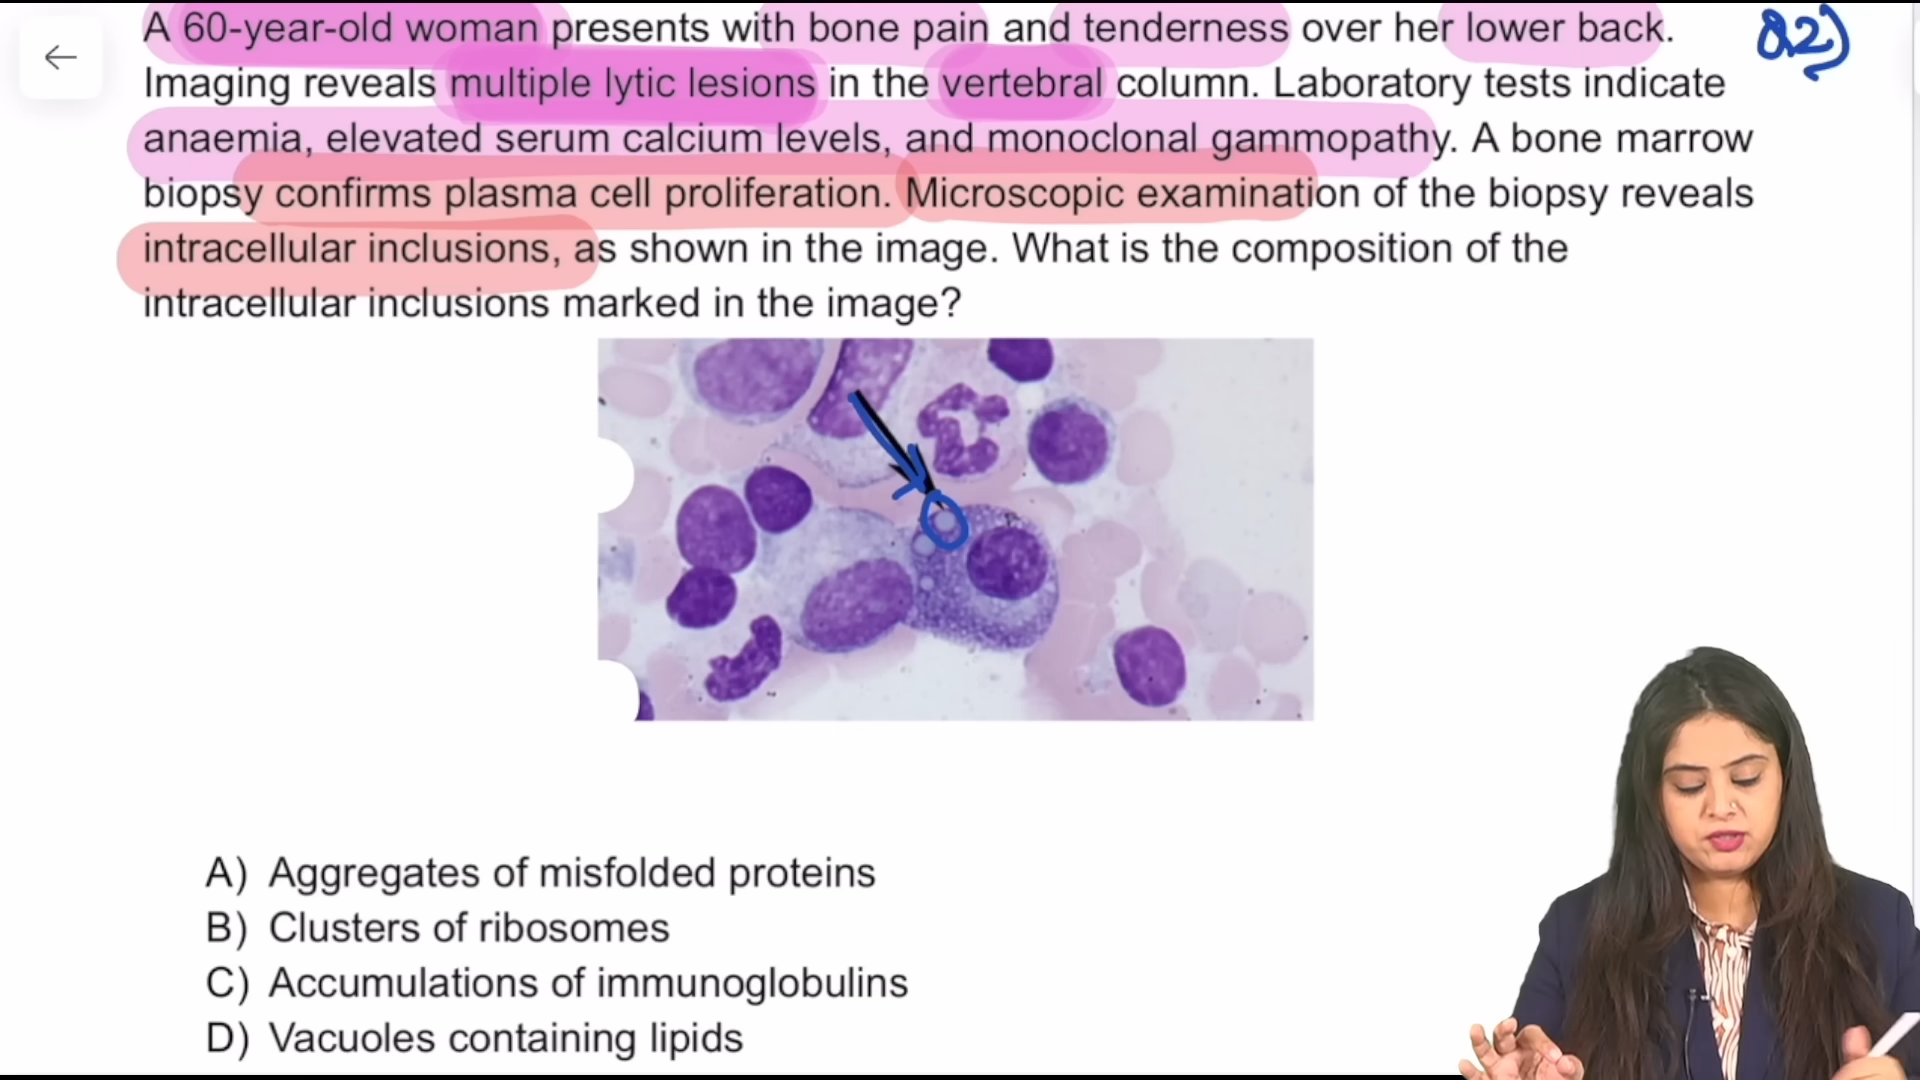 A 60-year-old woman presents with bone pain and tenderness over her lower back.
Imaging reveals multiple lytic lesions in the vertebral column. Laboratory tests indicate
anaemia, elevated serum calcium levels, and monoclonal gammopathy. A bone marrow
biopsy confirms plasma cell proliferation. Microscopic examination of the biopsy reveals
intracellular inclusions, as shown in the image. What is the composition of the
intracellular inclusions marked in the image?
Q2)
A) Aggregates of misfolded proteins
B) Clusters of ribosomes
C) Accumulations of immunoglobulins
D) Vacuoles containing lipids